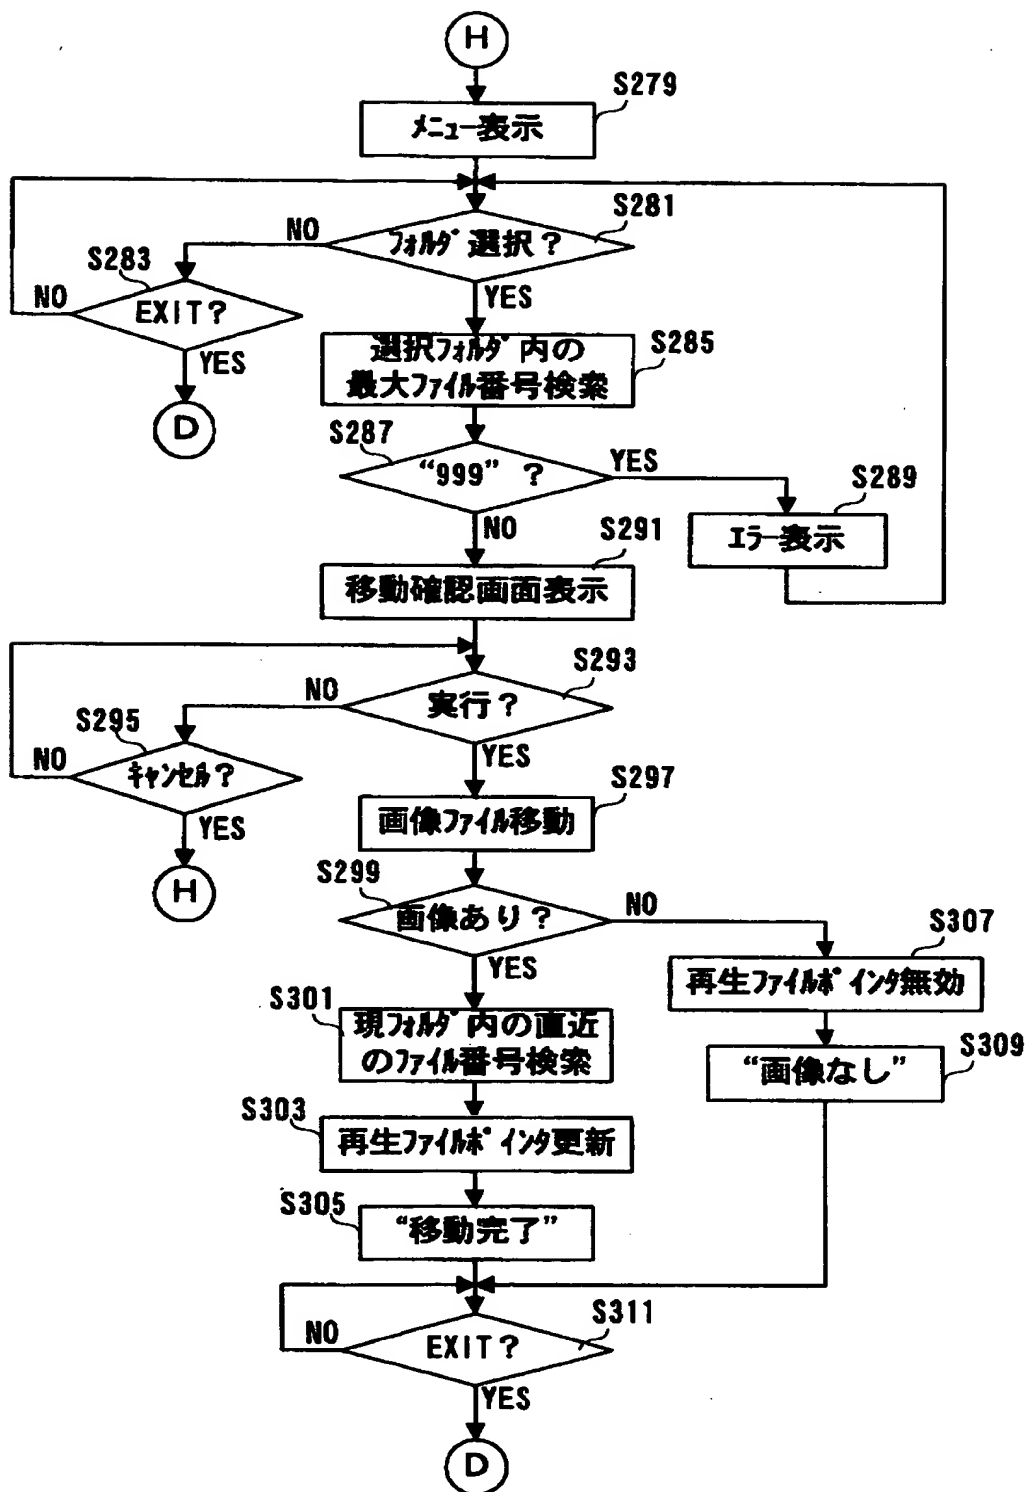 H
S279
メニュー表示
S281
フォルダ選択?
NO
YES
S283
EXIT?
NO
YES
D
S285
選択フォルダ内の
最大ファイル番号検索
S287
“999” ?
YES
NO
S289
エラー表示
S291
移動確認画面表示
S293
実行?
NO
YES
S295
キャンセル?
NO
YES
H
S297
画像ファイル移動
S299
画像あり?
NO
YES
S301
現フォルダ内の直近
のファイル番号検索
S307
再生ファイルポインタ無効
S303
再生ファイルポインタ更新
S309
“画像なし”
S305
“移動完了”
S311
EXIT?
NO
YES
D